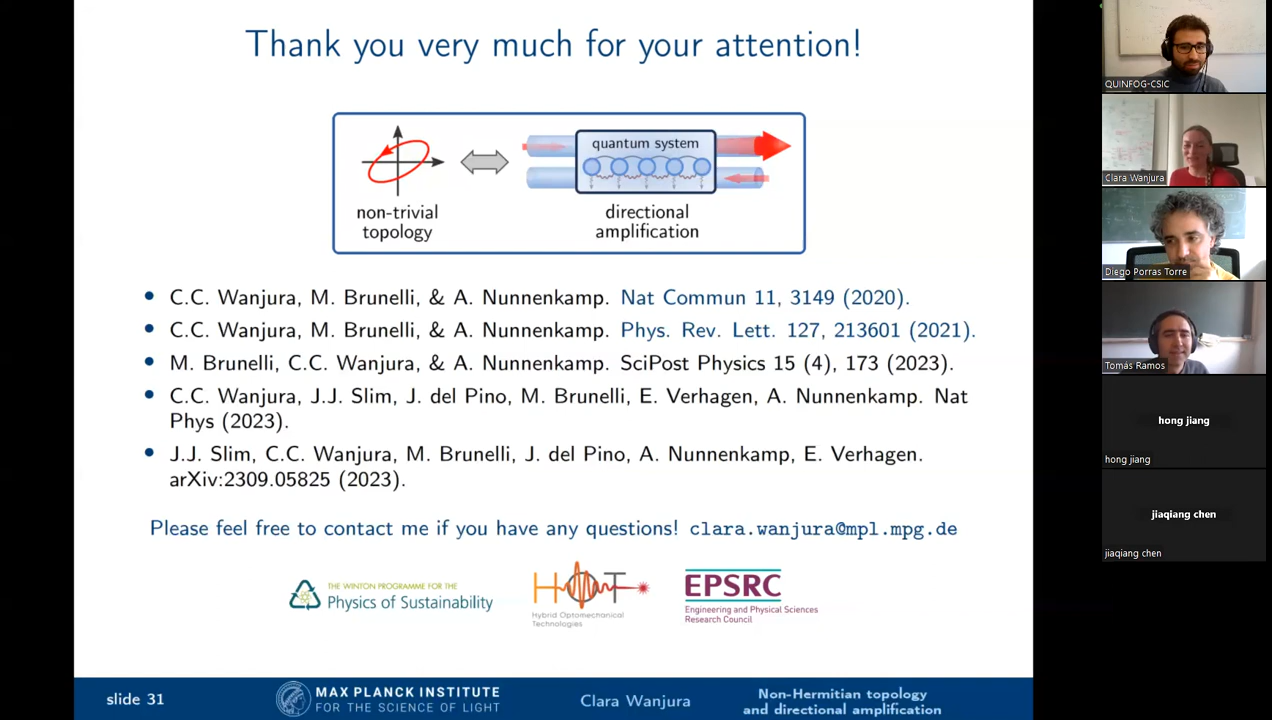 Thank you very much for your attention!
quantum system
non-trivial
topology
directional
amplification
• C.C. Wanjura, M. Brunelli, & A. Nunnenkamp. Nat Commun 11, 3149 (2020).
• C.C. Wanjura, M. Brunelli, & A. Nunnenkamp. Phys. Rev. Lett. 127, 213601 (2021).
• M. Brunelli, C.C. Wanjura, & A. Nunnenkamp. SciPost Physics 15 (4), 173 (2023).
• C.C. Wanjura, J.J. Slim, J. del Pino, M. Brunelli, E. Verhagen, A. Nunnenkamp. Nat
Phys (2023).
• J.J. Slim, C.C. Wanjura, M. Brunelli, J. del Pino, A. Nunnenkamp, E. Verhagen.
arXiv:2309.05825 (2023).
Please feel free to contact me if you have any questions! clara.wanjura@mpl.mpg.de
THE WINTON PROGRAMME FOR THE
Physics of Sustainability
HOT
Hybrid Optomechanical
Technologies
EPSRC
Engineering and Physical Sciences
Research Council
slide 31
MAX PLANCK INSTITUTE
FOR THE SCIENCE OF LIGHT
Clara Wanjura
Non-Hermitian topology
and directional amplification
QUINFOG-CSIC
Clara Wanjura
Diego Porras Torre
Tomás Ramos
hong jiang
hong jiang
jiaqiang chen
jiaqiang chen